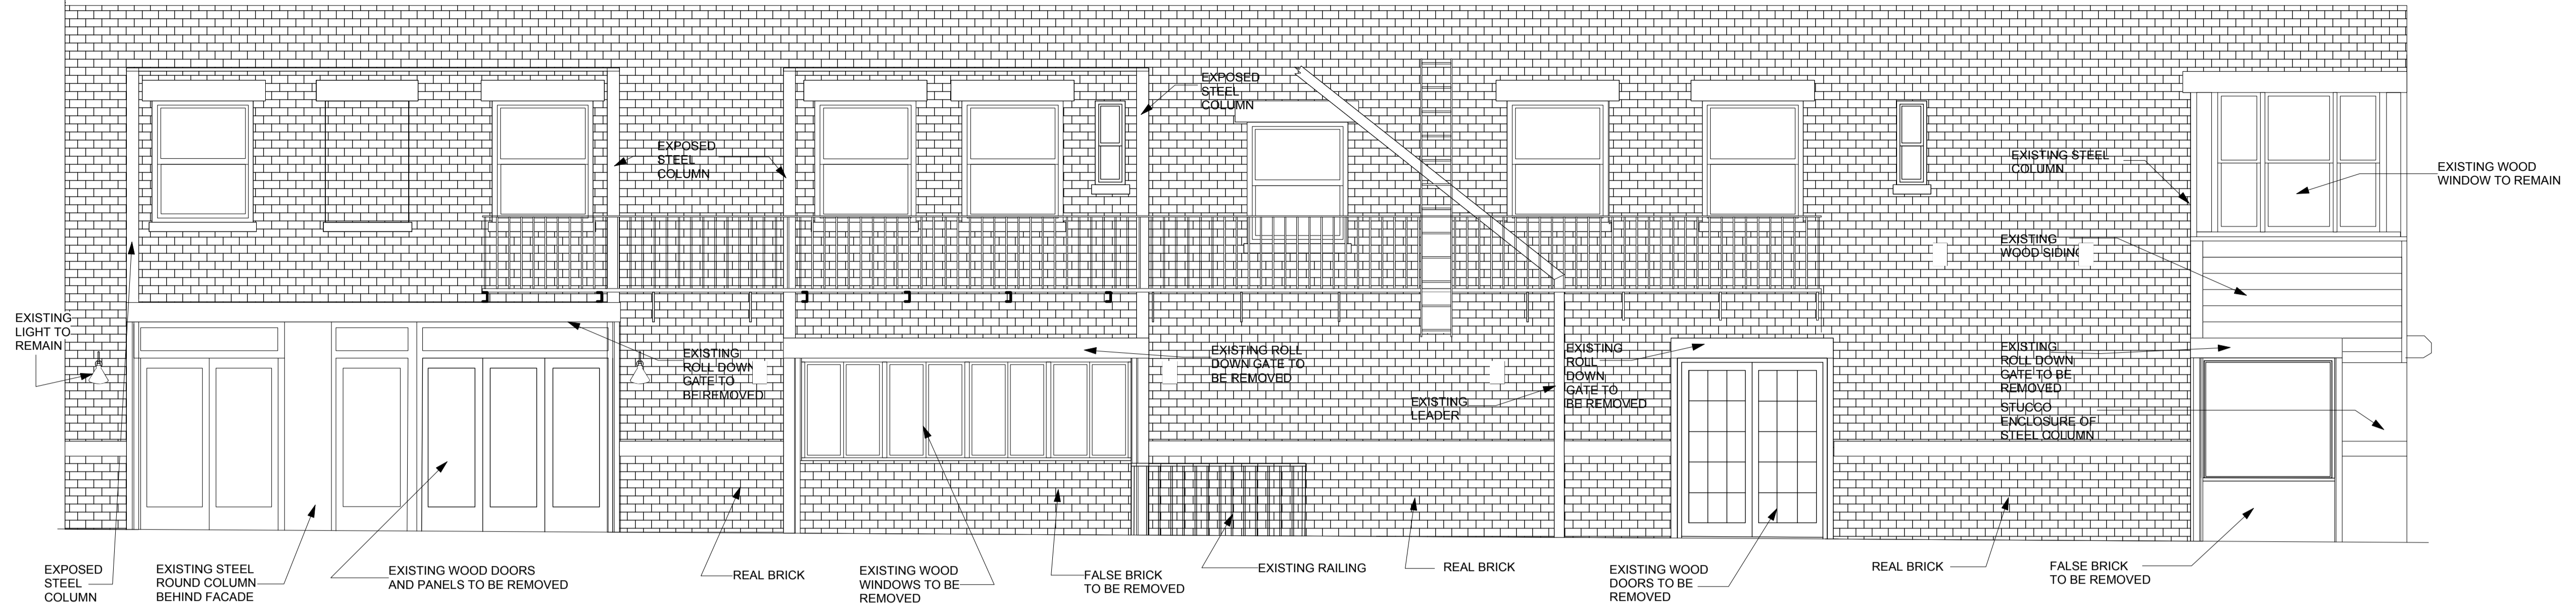 EXPOSED
STEEL
COLUMN
EXPOSED
STEEL
COLUMN
EXISTING STEEL
COLUMN
EXISTING WOOD
WINDOW TO REMAIN
EXISTING
WOOD SIDING
EXISTING
LIGHT TO
REMAIN
EXISTING
ROLL DOWN
GATE TO
BE REMOVED
EXISTING ROLL
DOWN GATE TO
BE REMOVED
EXISTING
LEADER
EXISTING
ROLL
DOWN
GATE TO
BE REMOVED
EXISTING
ROLL DOWN
GATE TO BE
REMOVED
STUCCO
ENCLOSURE OF
STEEL COLUMN
EXPOSED
STEEL
COLUMN
EXISTING STEEL
ROUND COLUMN
BEHIND FACADE
EXISTING WOOD DOORS
AND PANELS TO BE REMOVED
REAL BRICK
EXISTING WOOD
WINDOWS TO BE
REMOVED
FALSE BRICK
TO BE REMOVED
EXISTING RAILING
REAL BRICK
EXISTING WOOD
DOORS TO BE
REMOVED
REAL BRICK
FALSE BRICK
TO BE REMOVED